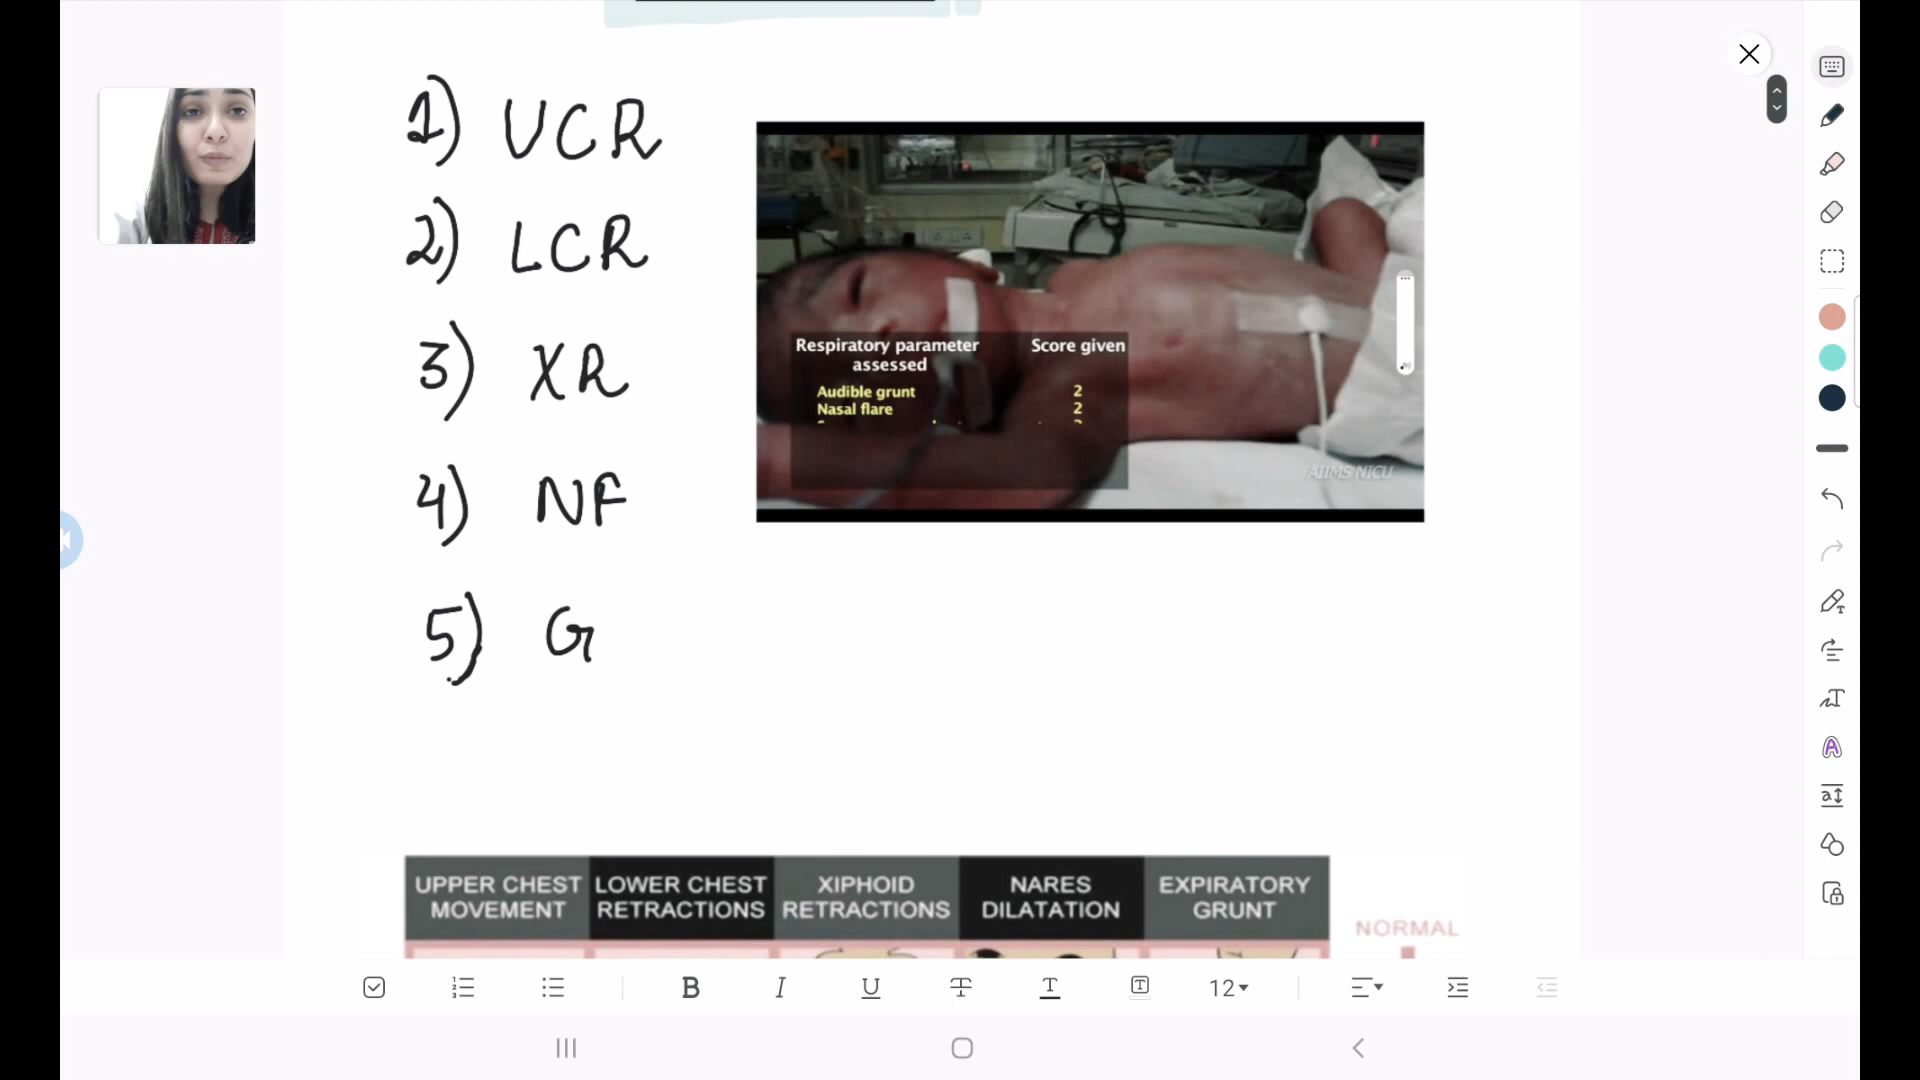 1) UCR
2) LCR
3) XR
4) NF
5) G
Respiratory parameter assessed Score given
Audible grunt 2
Nasal flare 2
AIIMS NICU
UPPER CHEST MOVEMENT
LOWER CHEST RETRACTIONS
XIPHOID RETRACTIONS
NARES DILATATION
EXPIRATORY GRUNT
NORMAL
B I U T T T 12